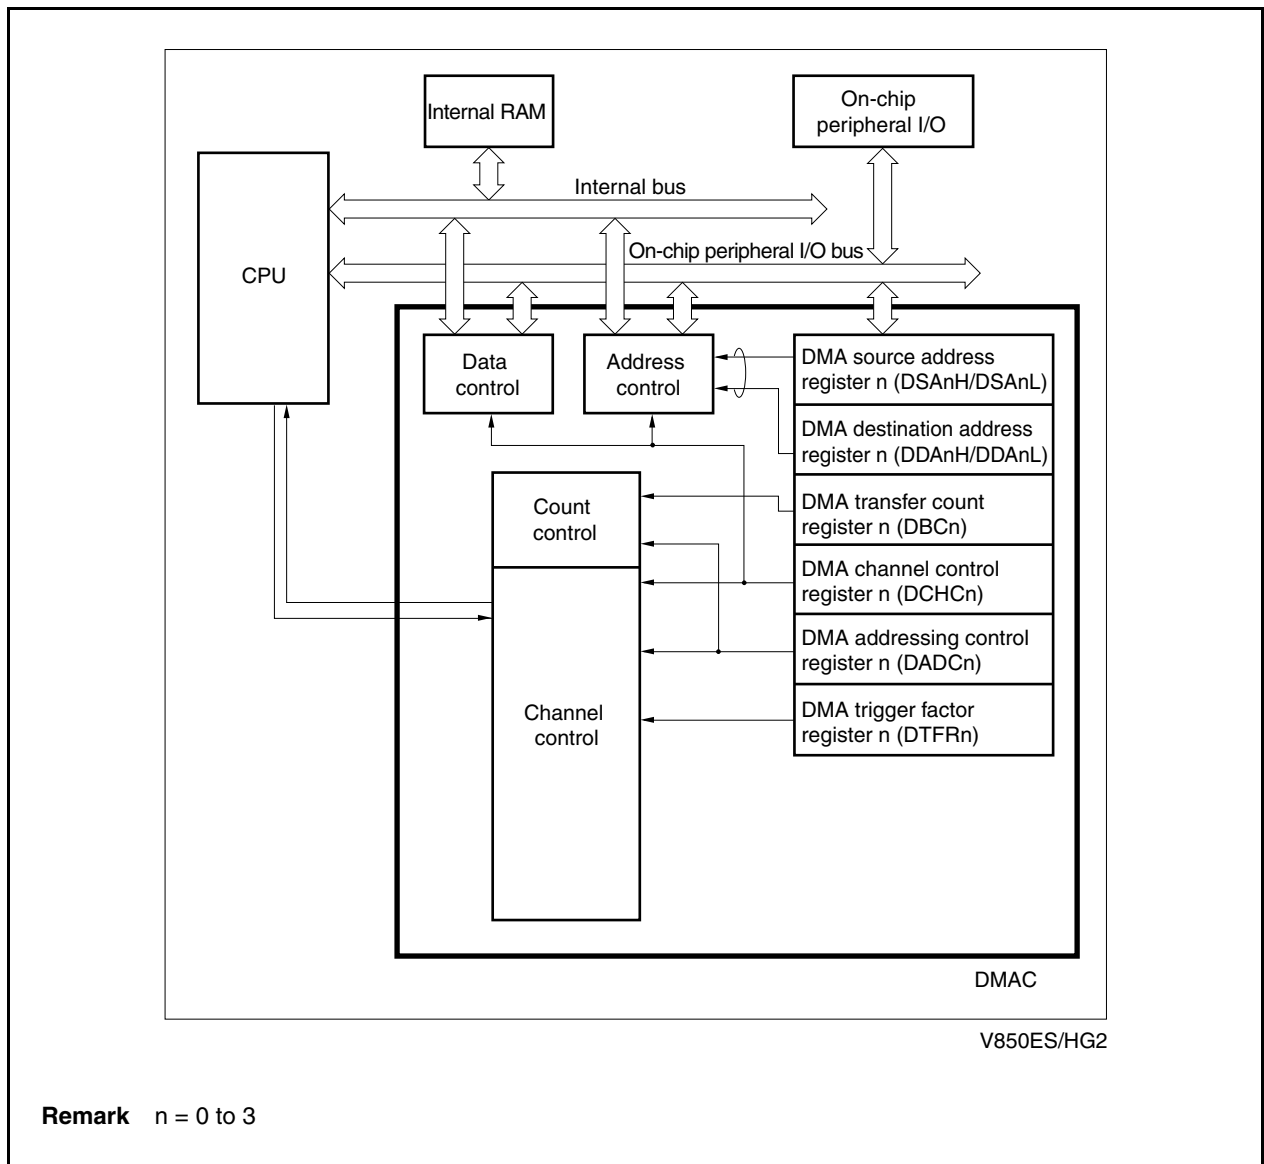 Internal RAM
On-chip
peripheral I/O
Internal bus
On-chip peripheral I/O bus
CPU
Data
control
Address
control
DMA source address
register n (DSAnH/DSAnL)
DMA destination address
register n (DDAnH/DDAnL)
Count
control
DMA transfer count
register n (DBCn)
DMA channel control
register n (DCHCn)
DMA addressing control
register n (DADCn)
Channel
control
DMA trigger factor
register n (DTFRn)
DMAC
V850ES/HG2
Remark n = 0 to 3